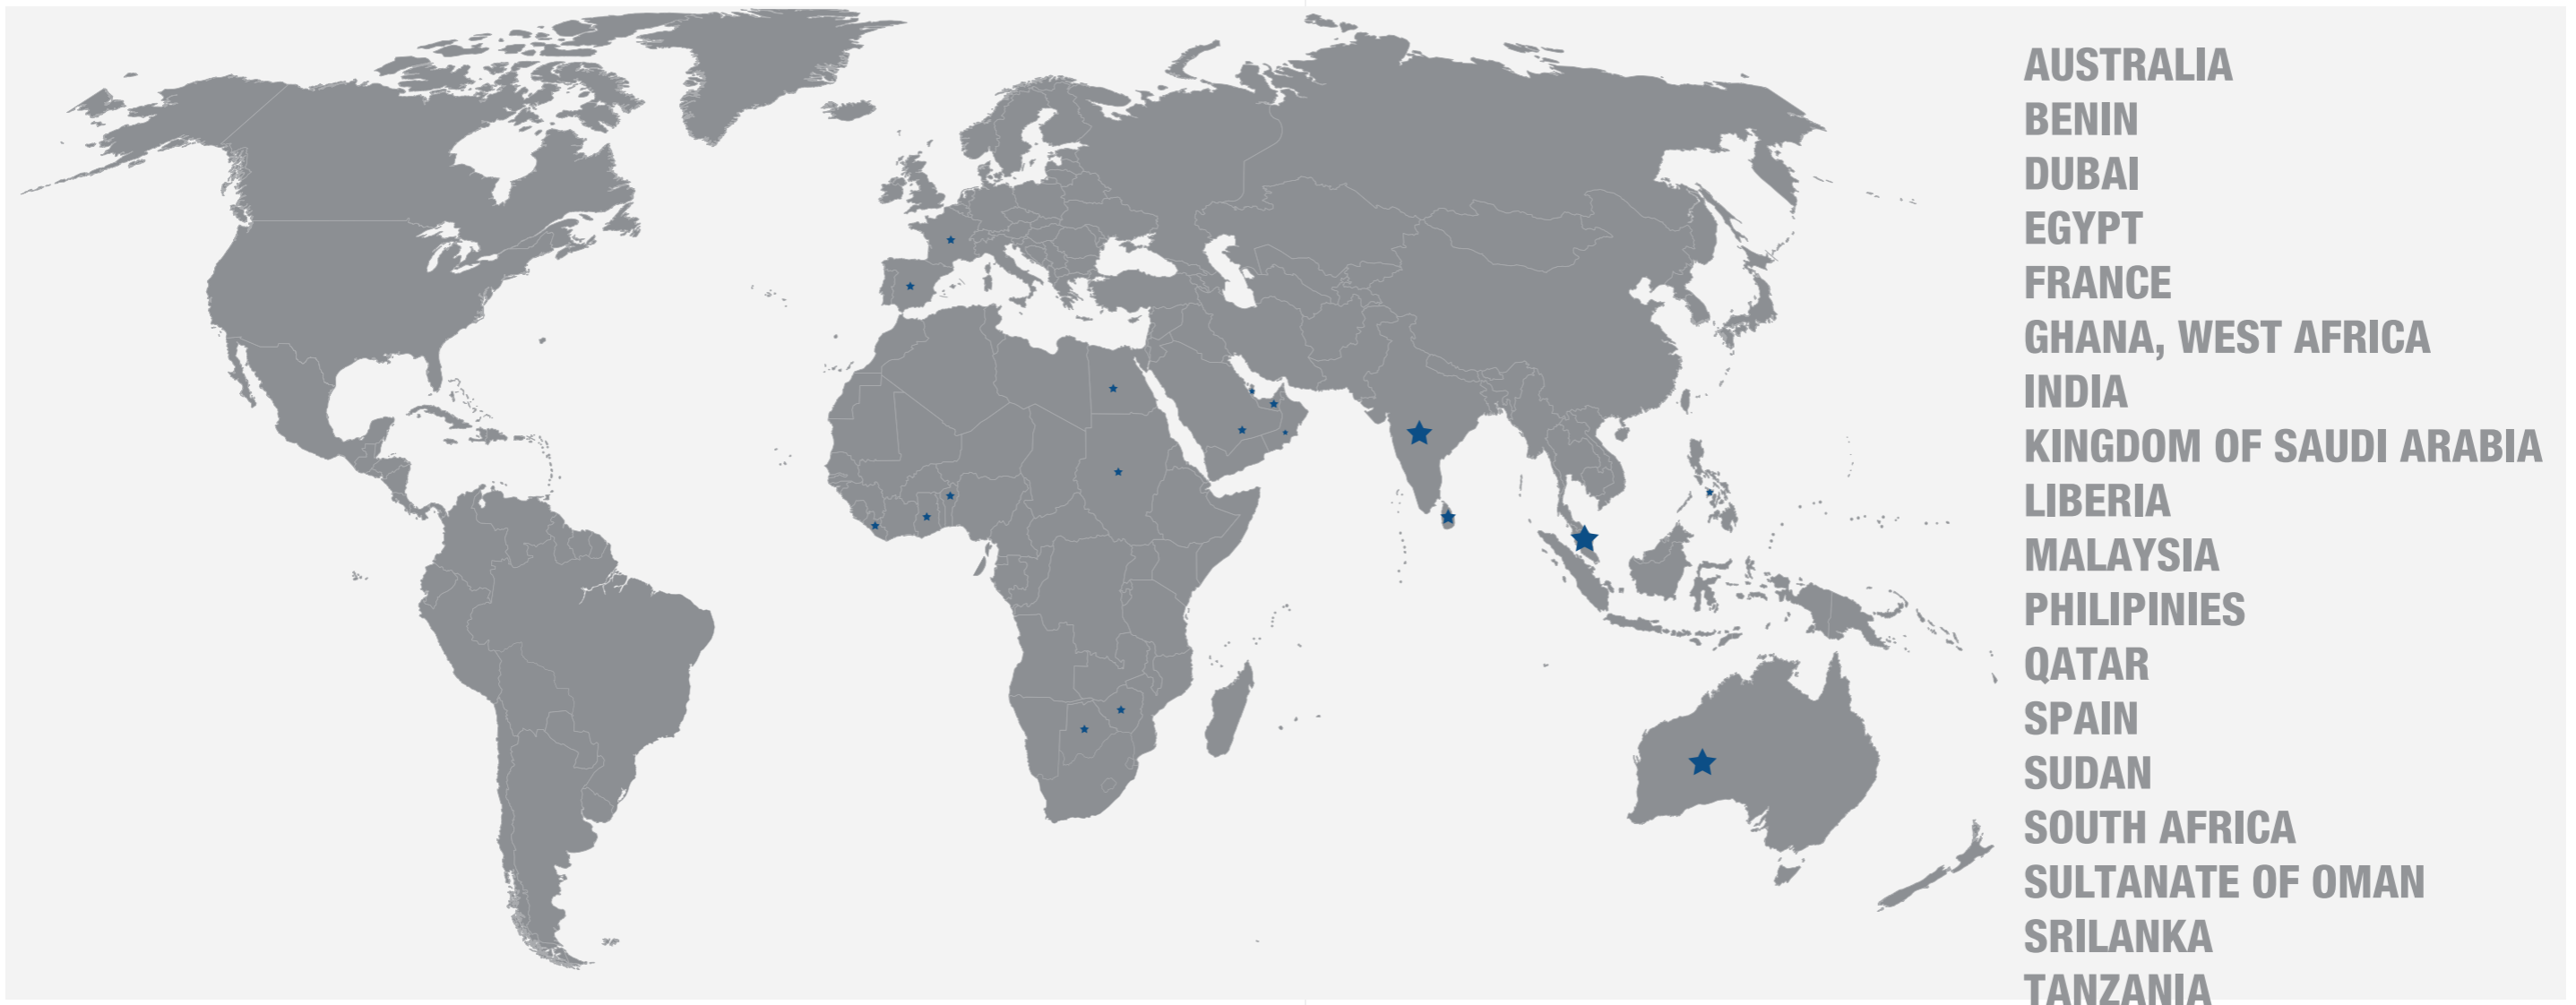 AUSTRALIA
BENIN
DUBAI
EGYPT
FRANCE
GHANA, WEST AFRICA
INDIA
KINGDOM OF SAUDI ARABIA
LIBERIA
MALAYSIA
PHILIPINIES
QATAR
SPAIN
SUDAN
SOUTH AFRICA
SULTANATE OF OMAN
SRILANKA
TANZANIA